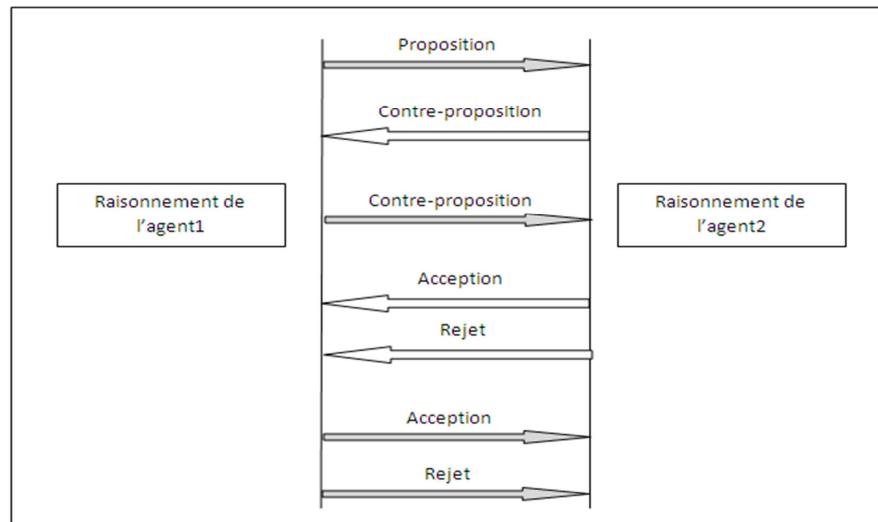 Proposition
Contre-proposition
Raisonnement de
l'agent1
Contre-proposition
Raisonnement de
l'agent2
Acception
Rejet
Acception
Rejet